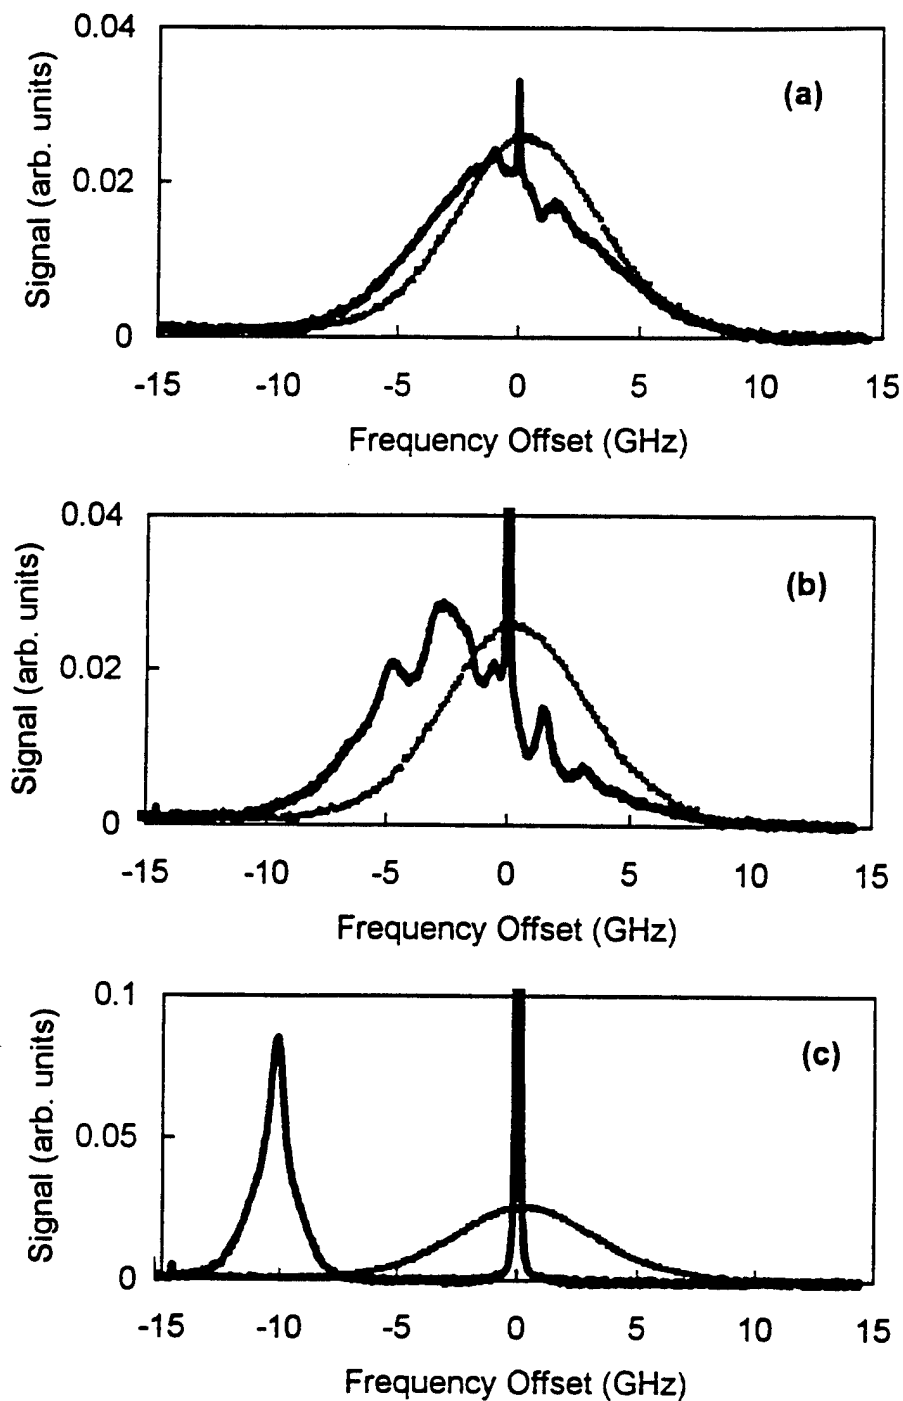 0.04
(a)
Signal (arb. units)
0.02
0
-15 -10 -5 0 5 10 15
Frequency Offset (GHz)
0.04
(b)
Signal (arb. units)
0.02
0
-15 -10 -5 0 5 10 15
Frequency Offset (GHz)
0.1
(c)
Signal (arb. units)
0.05
0
-15 -10 -5 0 5 10 15
Frequency Offset (GHz)